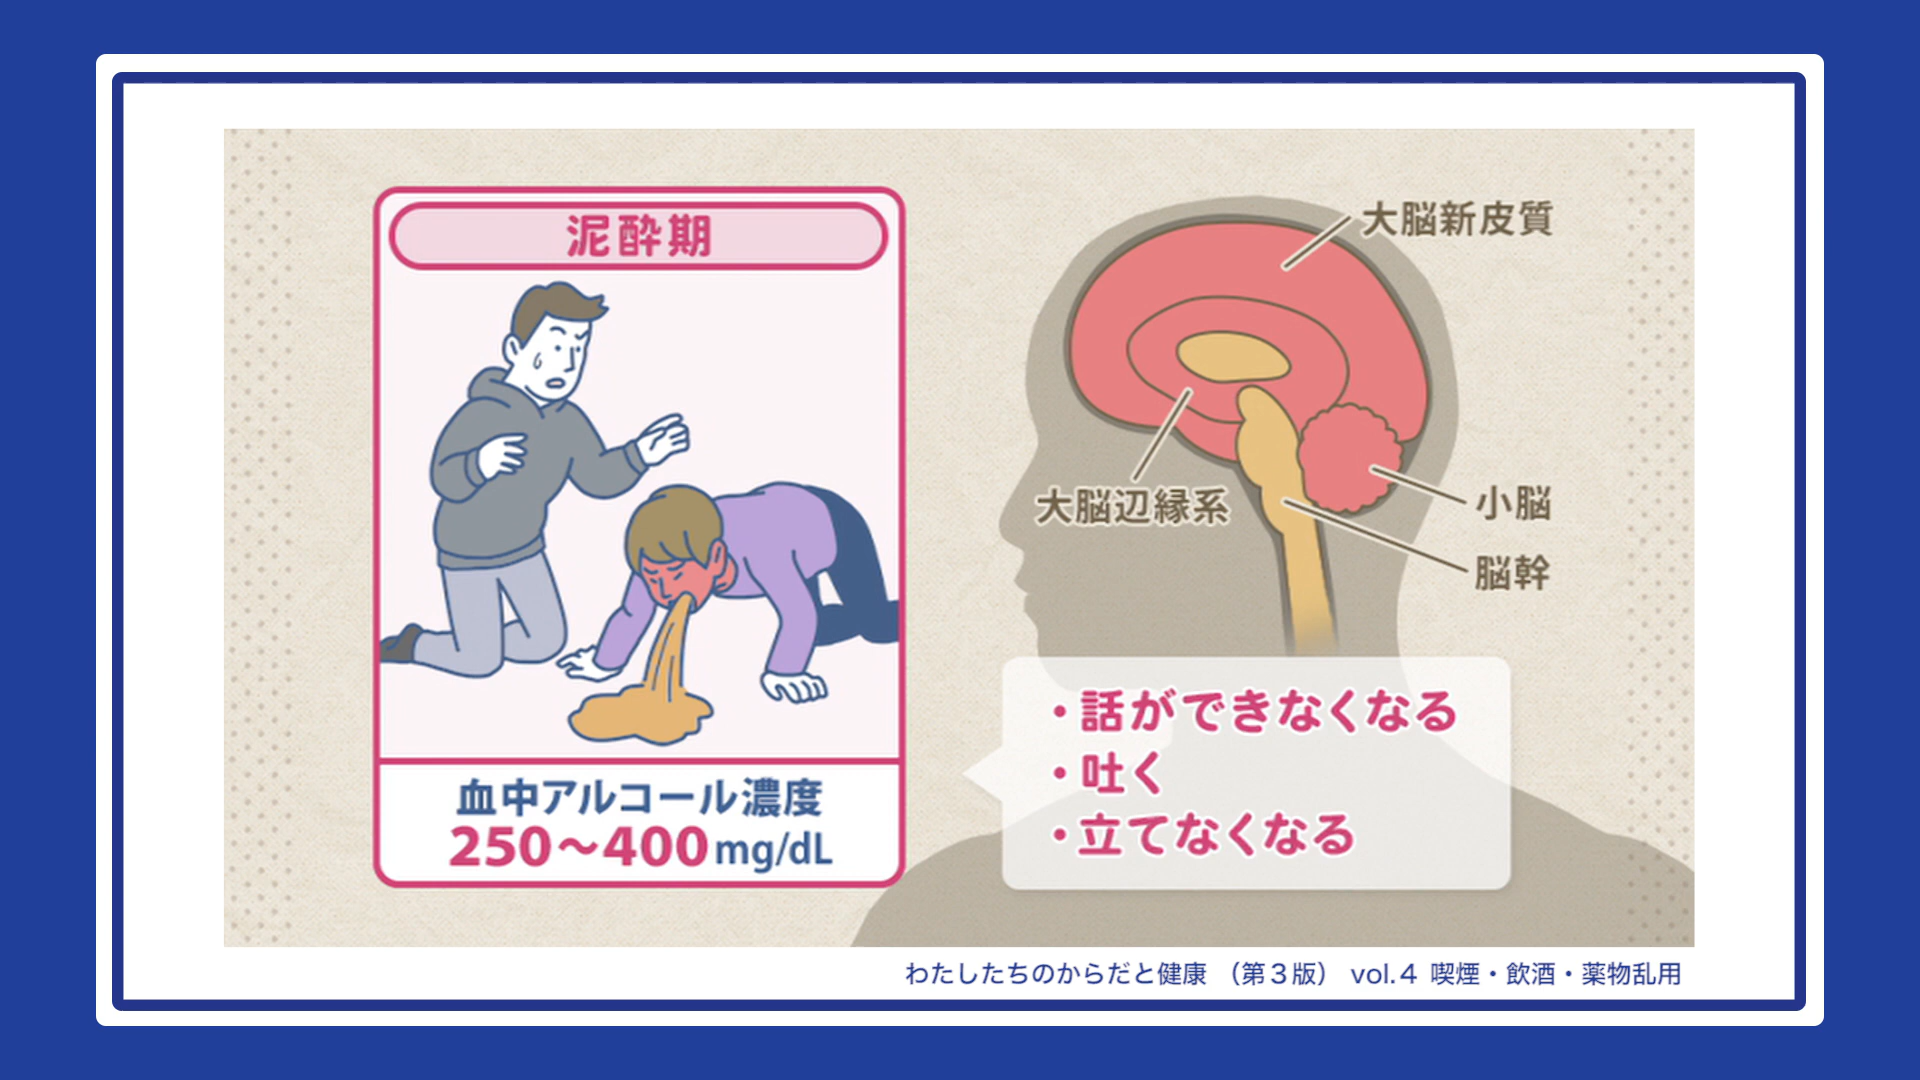 泥酔期
血中アルコール濃度
250〜400mg/dL
大脳新皮質
大脳辺縁系
小脳
脳幹
・話ができなくなる
・吐く
・立てなくなる
わたしたちのからだと健康 （第３版） vol.４ 喫煙・飲酒・薬物乱用